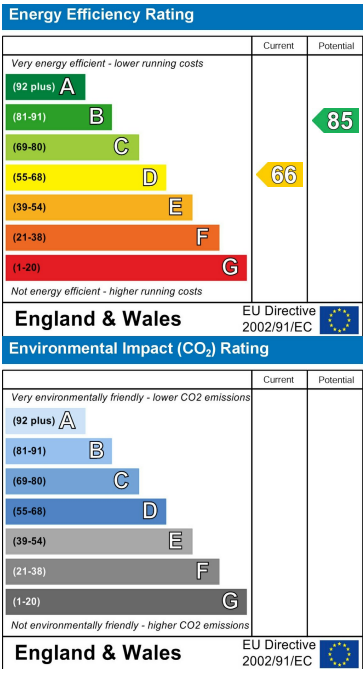 Energy Efficiency Rating
Current Potential
Very energy efficient - lower running costs
(92 plus) A
(81-91) B
(69-80) C
(55-68) D
(39-54) E
(21-38) F
(1-20) G
66
85
Not energy efficient - higher running costs
England & Wales
EU Directive
2002/91/EC
Environmental Impact (CO₂) Rating
Current Potential
Very environmentally friendly - lower CO2 emissions
(92 plus) A
(81-91) B
(69-80) C
(55-68) D
(39-54) E
(21-38) F
(1-20) G
Not environmentally friendly - higher CO2 emissions
England & Wales
EU Directive
2002/91/EC